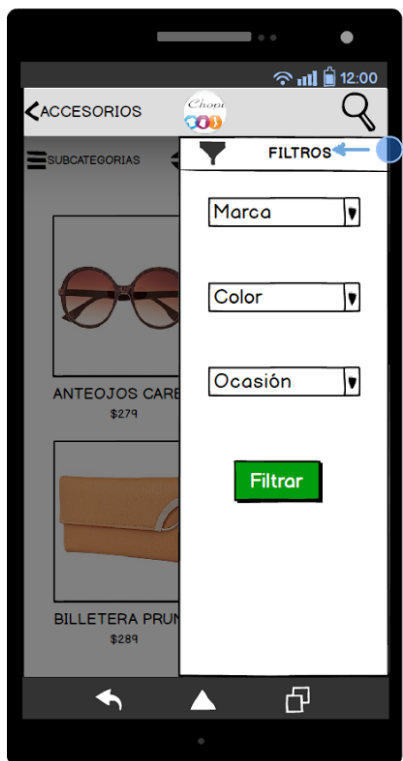 12:00
ACCESORIOS
Chopi
SUBCATEGORIAS
FILTROS
Marca
Color
Ocasión
Filtrar
ANTEOJOS CARE
$279
BILLETERA PRUN
$289